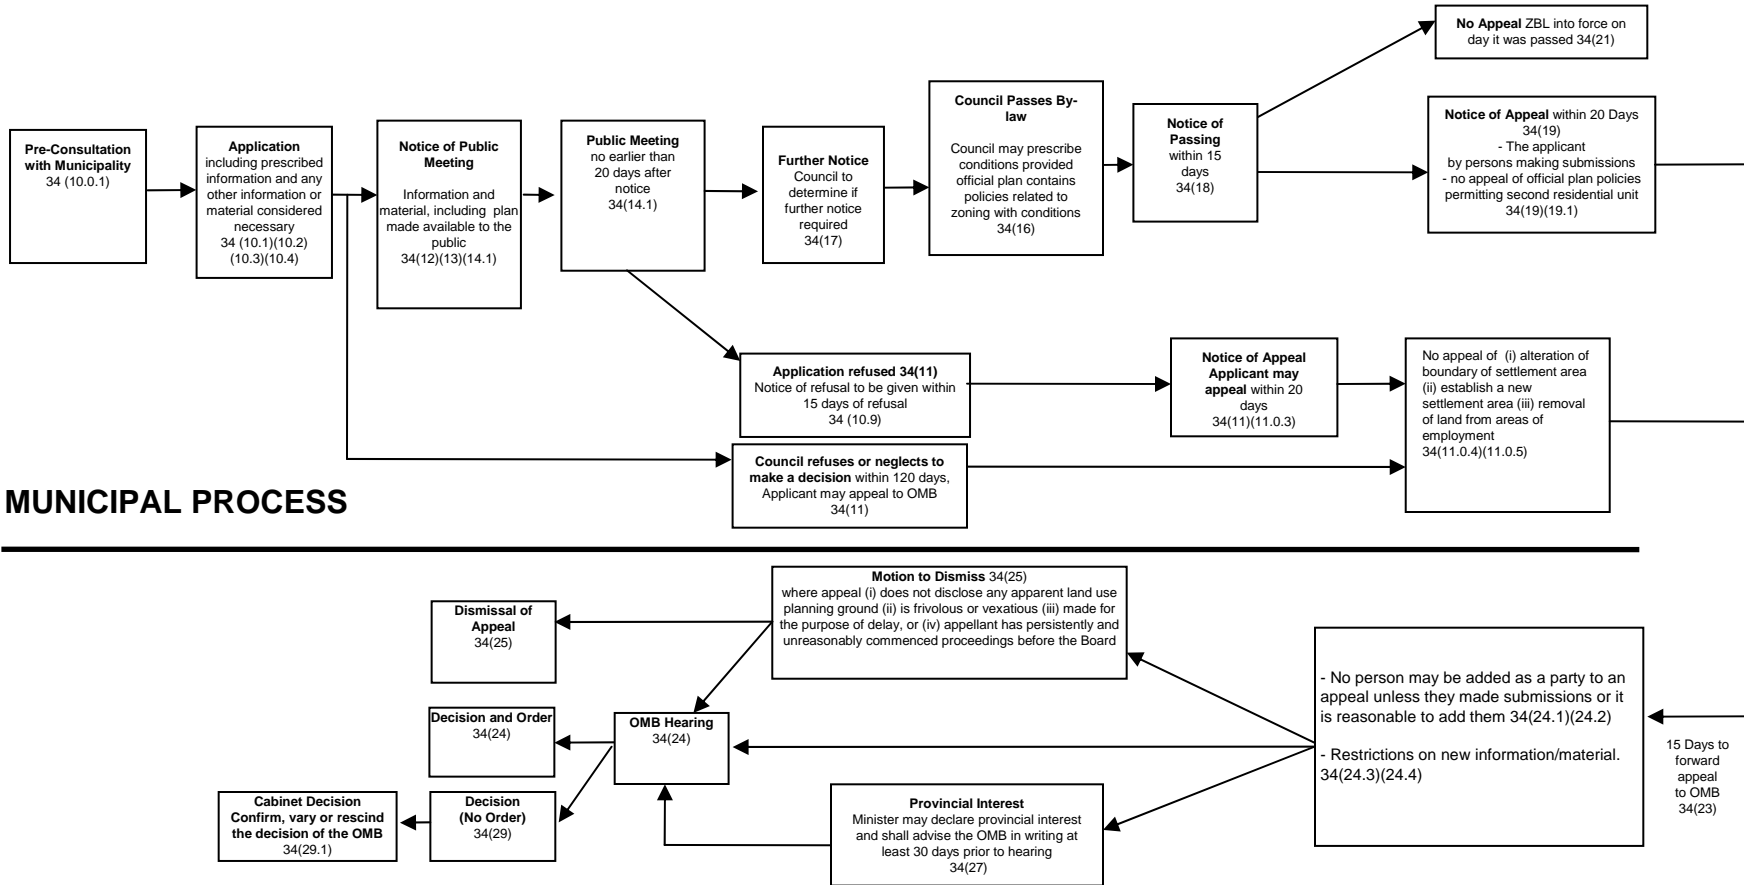 Pre-Consultation
with Municipality
34 (10.0.1)
Application
including prescribed
information and any
other information or
material considered
necessary
34 (10.1)(10.2)
(10.3)(10.4)
Notice of Public
Meeting
Information and
material, including plan
made available to the
public
34(12)(13)(14.1)
Public Meeting
no earlier than
20 days after
notice
34(14.1)
Further Notice
Council to
determine if
further notice
required
34(17)
Council Passes By-
law
Council may prescribe
conditions provided
official plan contains
policies related to
zoning with conditions
34(16)
Notice of
Passing
within 15
days
34(18)
No Appeal ZBL into force on
day it was passed 34(21)
Notice of Appeal within 20 Days
34(19)
- The applicant
by persons making submissions
- no appeal of official plan policies
permitting second residential unit
34(19)(19.1)
Application refused 34(11)
Notice of refusal to be given within
15 days of refusal
34 (10.9)
Notice of Appeal
Applicant may
appeal within 20
days
34(11)(11.0.3)
No appeal of (i) alteration of
boundary of settlement area
(ii) establish a new
settlement area (iii) removal
of land from areas of
employment
34(11.0.4)(11.0.5)
Council refuses or neglects to
make a decision within 120 days,
Applicant may appeal to OMB
34(11)
MUNICIPAL PROCESS
Motion to Dismiss 34(25)
where appeal (i) does not disclose any apparent land use
planning ground (ii) is frivolous or vexatious (iii) made for
the purpose of delay, or (iv) appellant has persistently and
unreasonably commenced proceedings before the Board
Dismissal of
Appeal
34(25)
- No person may be added as a party to an
appeal unless they made submissions or it
is reasonable to add them 34(24.1)(24.2)
- Restrictions on new information/material.
34(24.3)(24.4)
15 Days to
forward
appeal
to OMB
34(23)
Decision and Order
34(24)
OMB Hearing
34(24)
Cabinet Decision
Confirm, vary or rescind
the decision of the OMB
34(29.1)
Decision
(No Order)
34(29)
Provincial Interest
Minister may declare provincial interest
and shall advise the OMB in writing at
least 30 days prior to hearing
34(27)